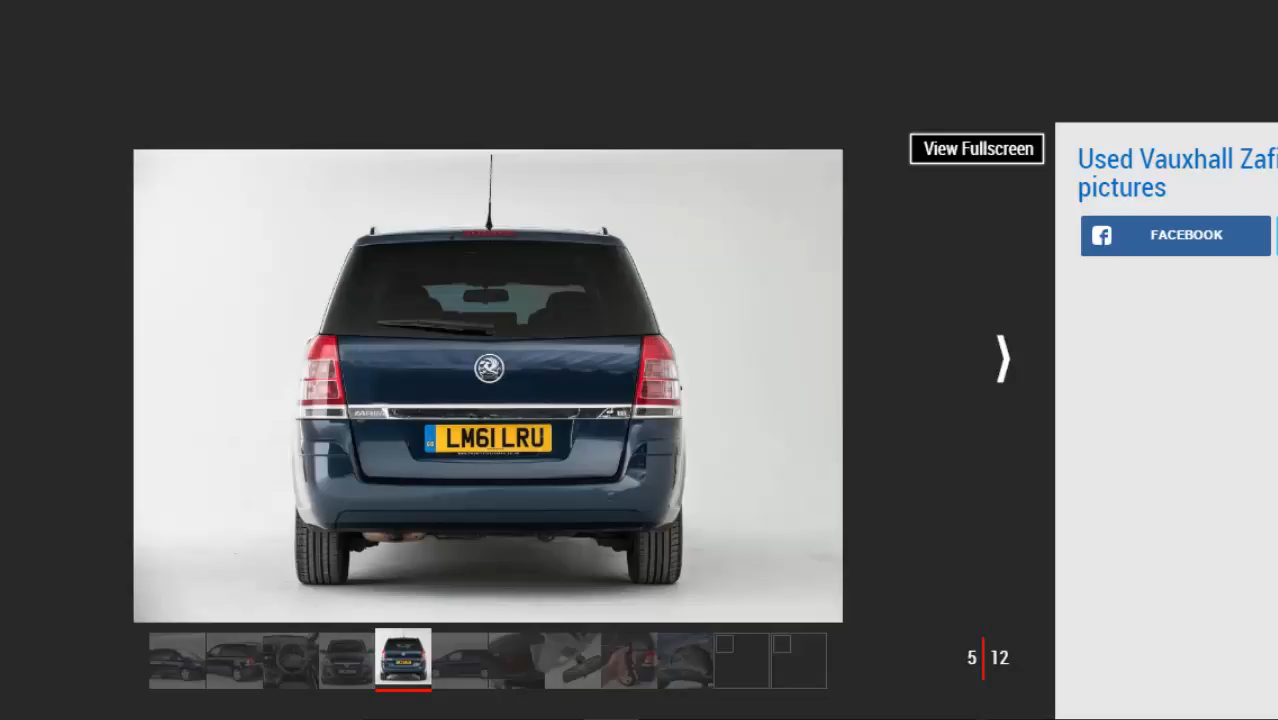 View Fullscreen
Used Vauxhall Zafi
pictures
FACEBOOK
LM61 LRU
5 12